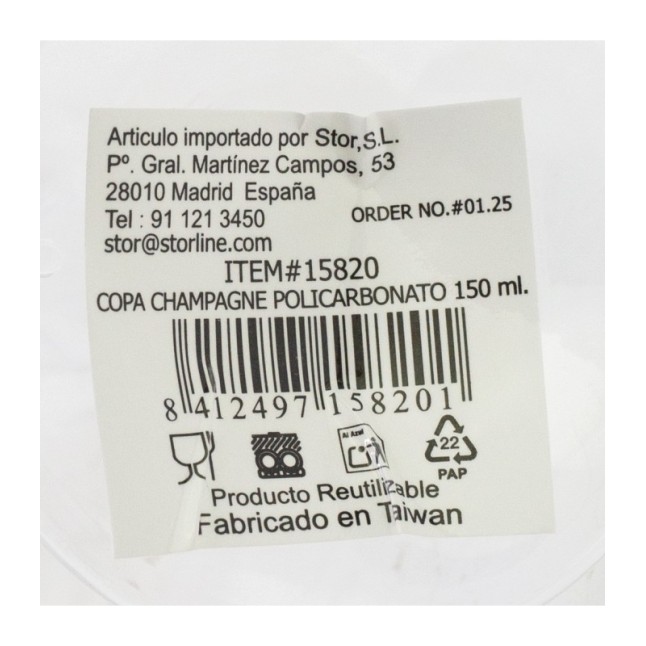 Articulo importado por Stor,S.L.
Pº. Gral. Martínez Campos, 53
28010 Madrid España
Tel : 91 121 3450
ORDER NO.#01.25
stor@storline.com
ITEM#15820
COPA CHAMPAGNE POLICARBONATO 150 ml.
8 412497 158201
Al Azul
22
PAP
Producto Reutilizable
Fabricado en Taiwan